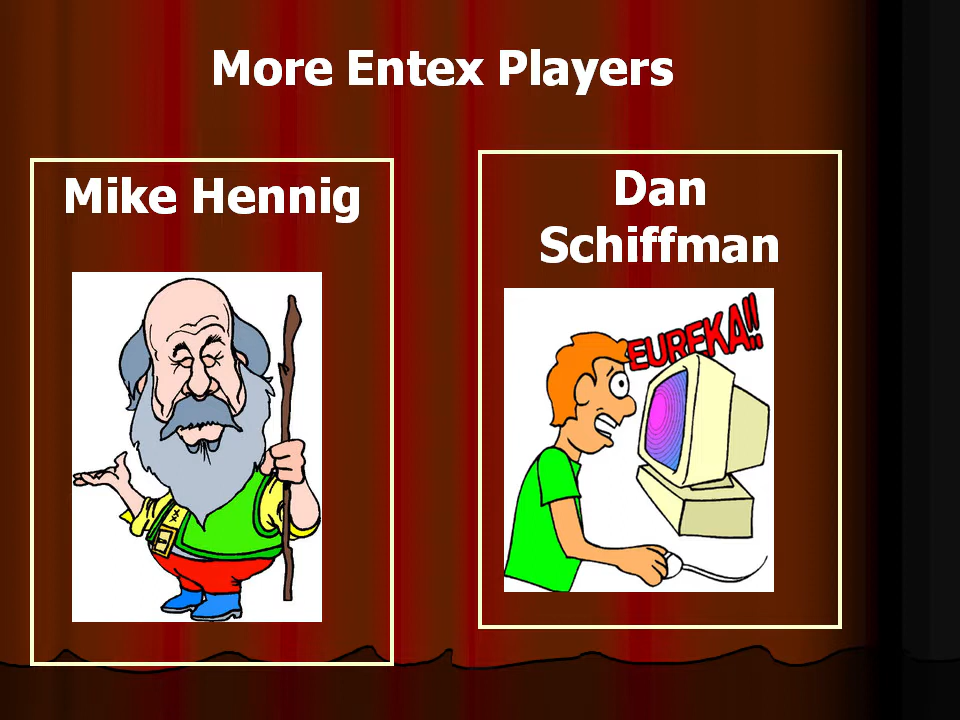 More Entex Players
Mike Hennig
Dan
Schiffman
EUREKA!!